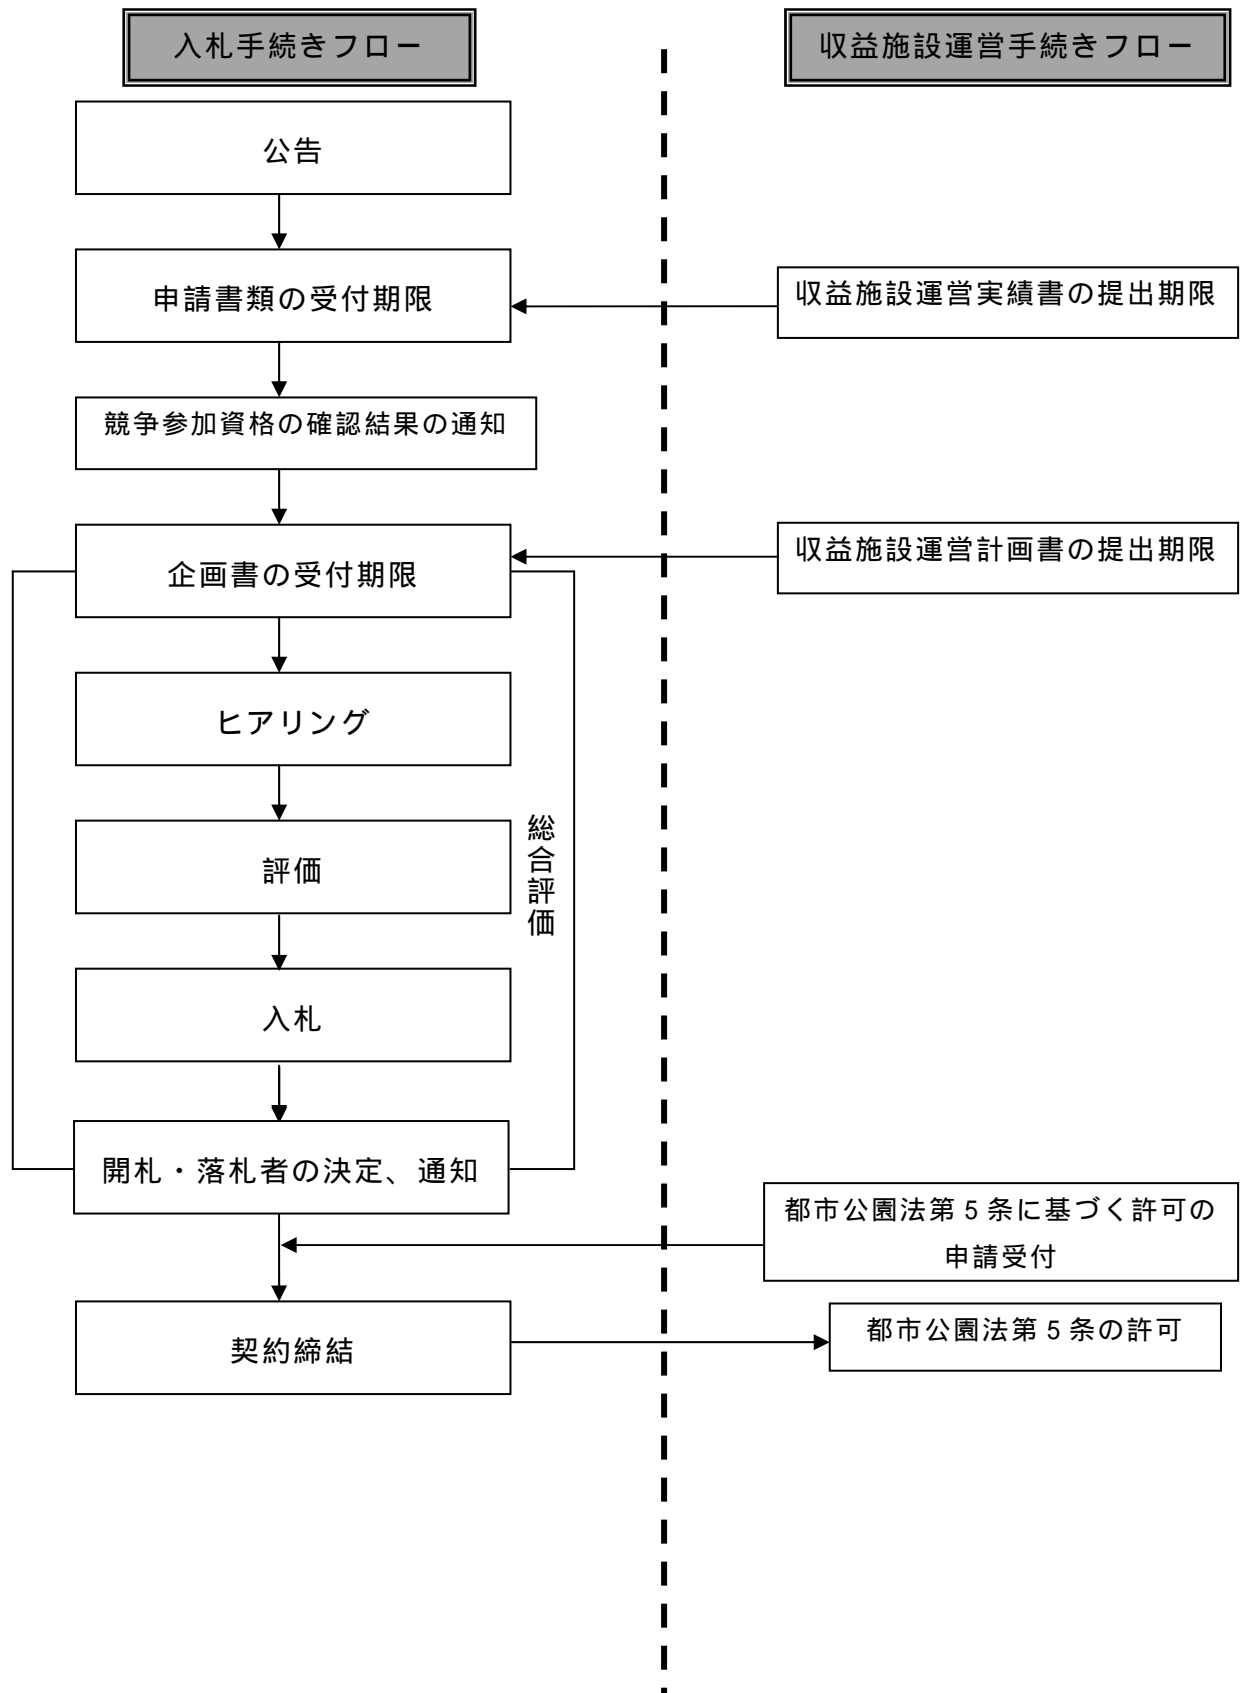 入札手続きフロー
収益施設運営手続きフロー
公告
申請書類の受付期限
収益施設運営実績書の提出期限
競争参加資格の確認結果の通知
企画書の受付期限
収益施設運営計画書の提出期限
ヒアリング
評価
総合評価
入札
開札・落札者の決定、通知
都市公園法第5条に基づく許可の
申請受付
契約締結
都市公園法第5条の許可